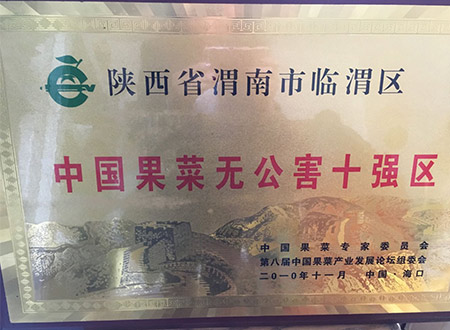 陕西省渭南市临渭区
中国果菜无公害十强区
中国果菜专家委员会
第八届中国果菜产业发展论坛组委会
二〇一〇年十一月 中国·海口